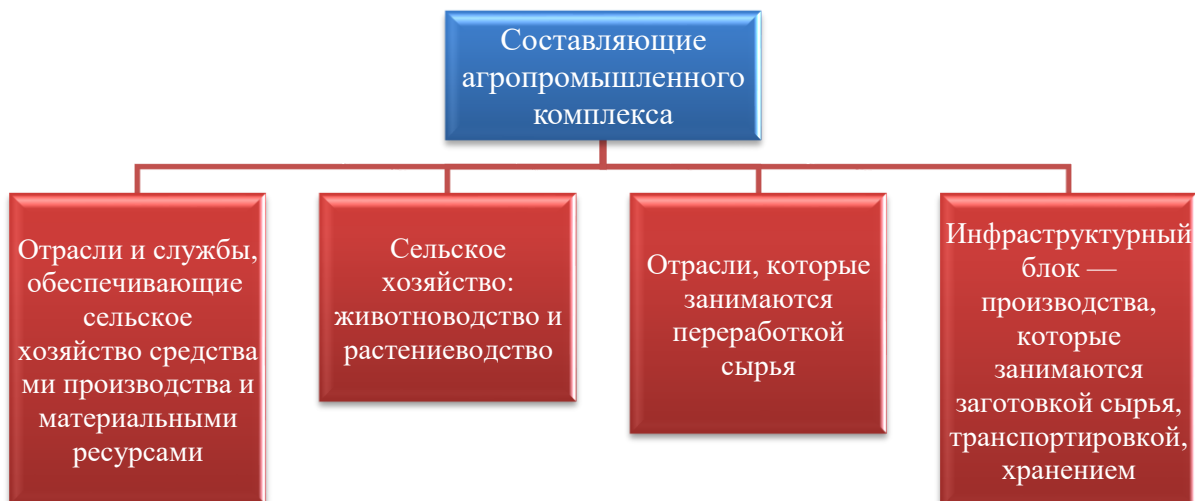 Составляющие
агропромышленного
комплекса
Отрасли и службы,
обеспечивающие
сельское
хозяйство средства
ми производства и
материальными
ресурсами
Сельское
хозяйство:
животноводство и
растениеводство
Отрасли, которые
занимаются
переработкой
сырья
Инфраструктурный
блок —
производства,
которые
занимаются
заготовкой сырья,
транспортировкой,
хранением